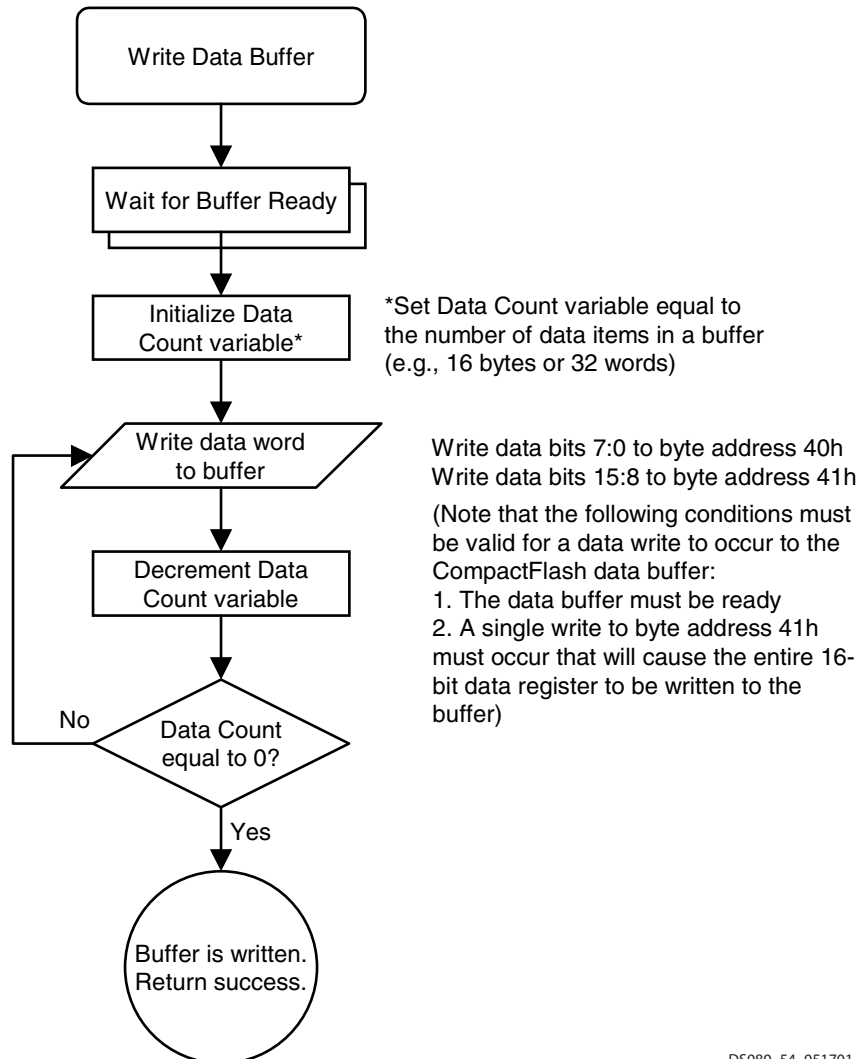 Write Data Buffer
Wait for Buffer Ready
Initialize Data
Count variable*
*Set Data Count variable equal to
the number of data items in a buffer
(e.g., 16 bytes or 32 words)
Write data word
to buffer
Write data bits 7:0 to byte address 40h
Write data bits 15:8 to byte address 41h
(Note that the following conditions must
be valid for a data write to occur to the
CompactFlash data buffer:
1. The data buffer must be ready
2. A single write to byte address 41h
must occur that will cause the entire 16-
bit data register to be written to the
buffer)
Decrement Data
Count variable
No
Data Count
equal to 0?
Yes
Buffer is written.
Return success.
DS080_54_051701